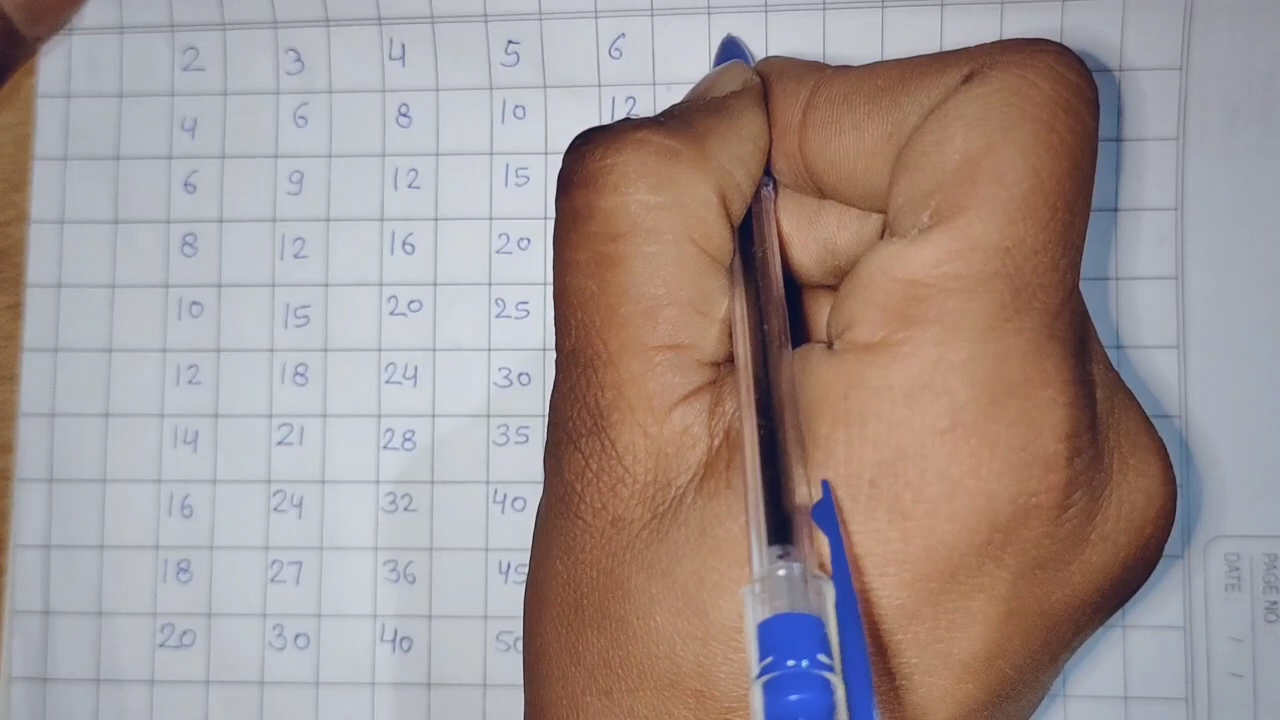 2 3 4 5 6
4 6 8 10 12
6 9 12 15
8 12 16 20
10 15 20 25
12 18 24 30
14 21 28 35
16 24 32 40
18 27 36 45
20 30 40 50
PAGE NO
DATE: / /